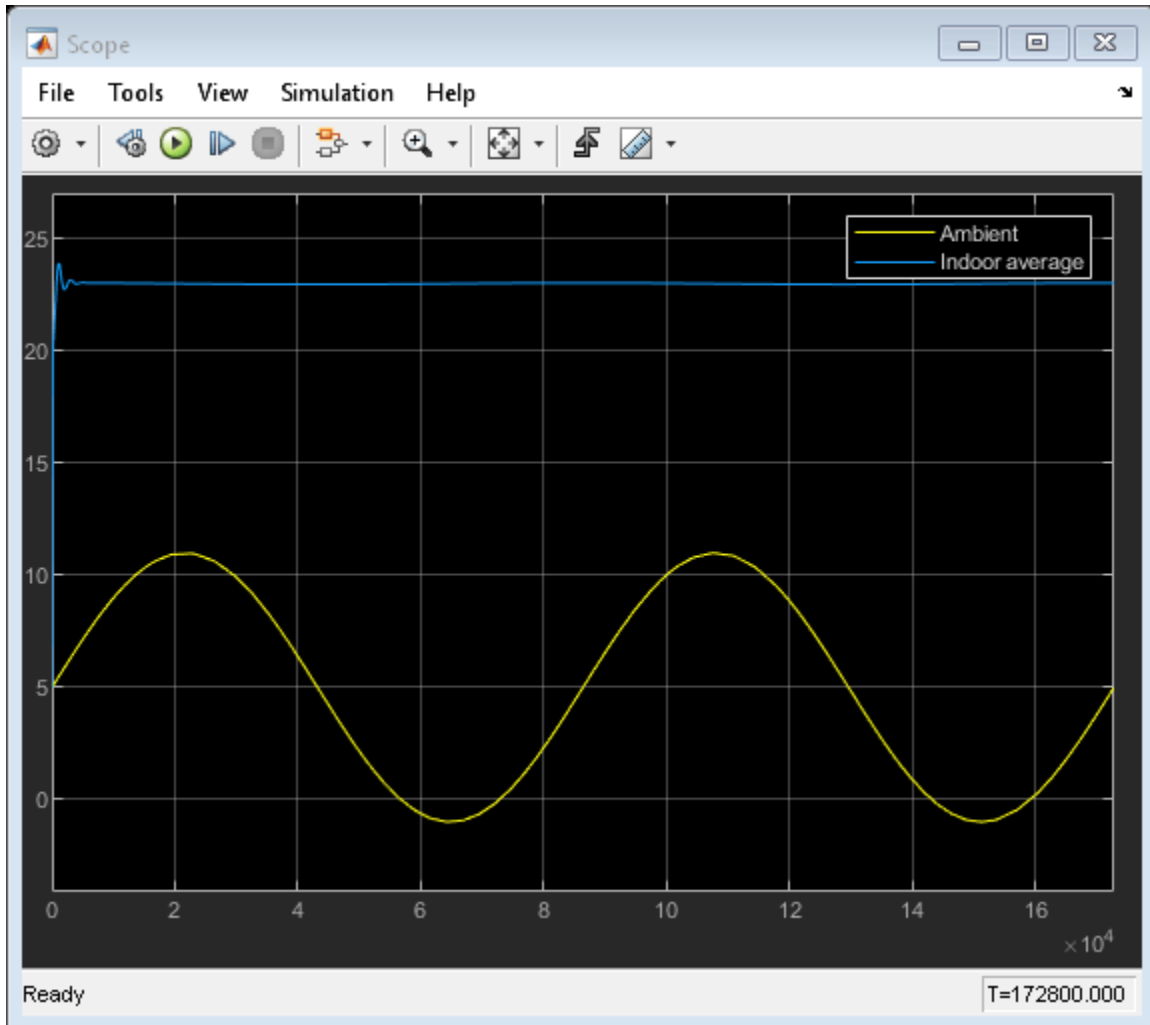 Scope
File Tools View Simulation Help
25
20
15
10
5
0
Ambient
Indoor average
0 2 4 6 8 10 12 14 16
×10⁴
Ready T=172800.000